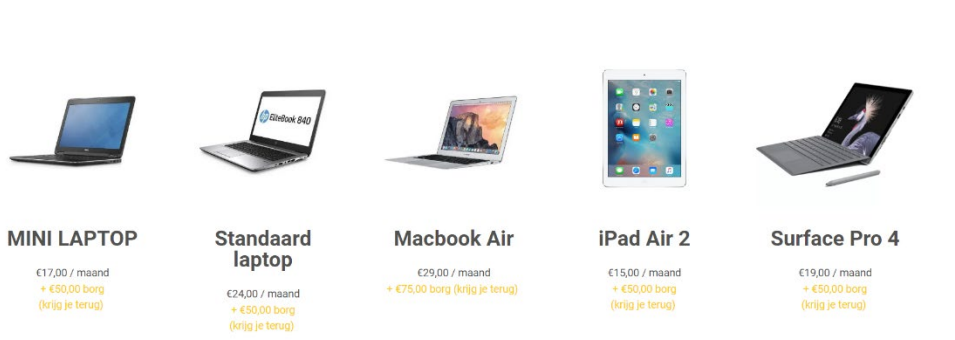 EliteBook 840
MINI LAPTOP
€17,00 / maand
+ €50,00 borg
(krijg je terug)
Standaard
laptop
€24,00 / maand
+ €50,00 borg
(krijg je terug)
Macbook Air
€29,00 / maand
+ €75,00 borg (krijg je terug)
iPad Air 2
€15,00 / maand
+ €50,00 borg
(krijg je terug)
Surface Pro 4
€19,00 / maand
+ €50,00 borg
(krijg je terug)